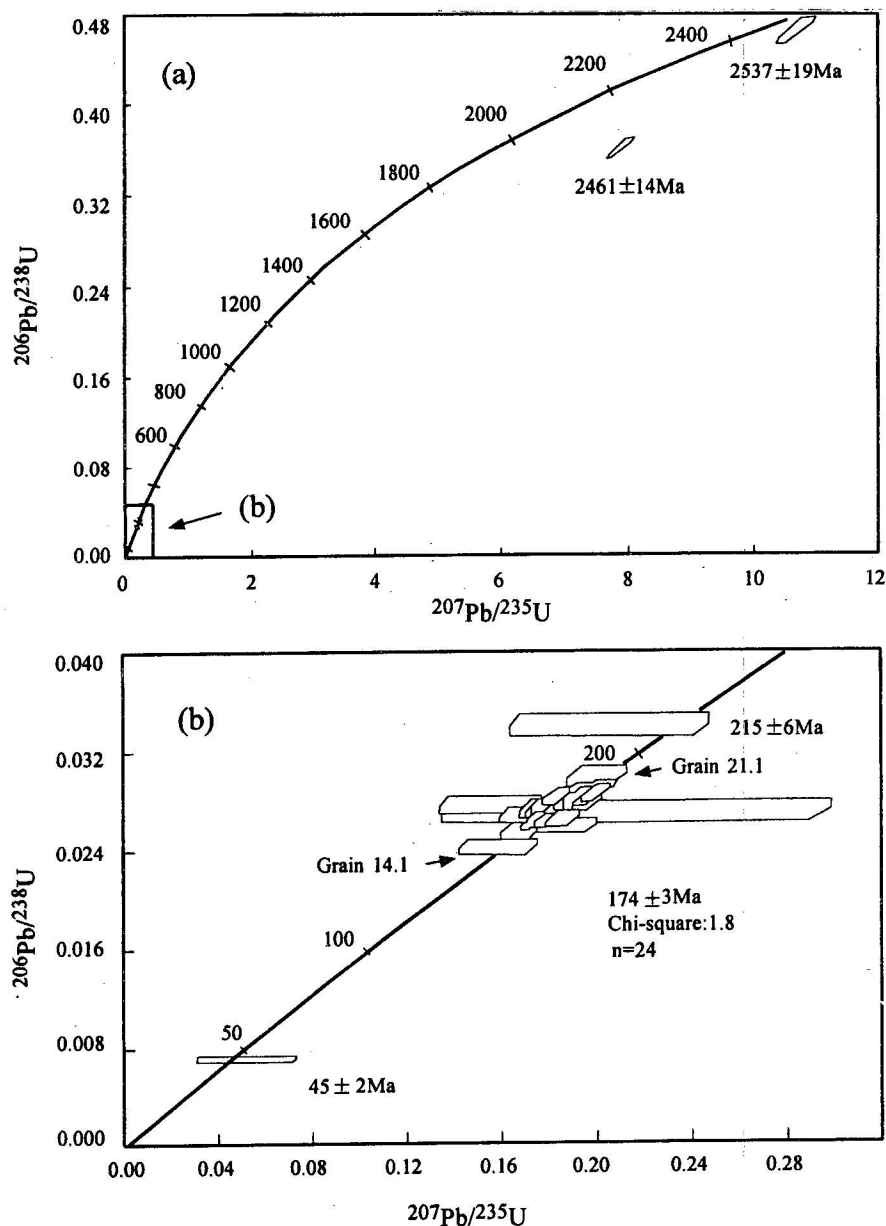 (a)
0.48
0.40
0.32
0.24
0.16
0.08
0.00
206Pb/238U
600
800
1000
1200
1400
1600
1800
2000
2200
2400
2537±19Ma
2461±14Ma
(b)
0
2
4
6
8
10
12
207Pb/235U
0.040
0.032
0.024
0.016
0.008
0.000
206Pb/238U
(b)
215±6Ma
200
Grain 21.1
Grain 14.1
174±3Ma
Chi-square:1.8
n=24
100
50
45±2Ma
0.00
0.04
0.08
0.12
0.16
0.20
0.24
0.28
207Pb/235U